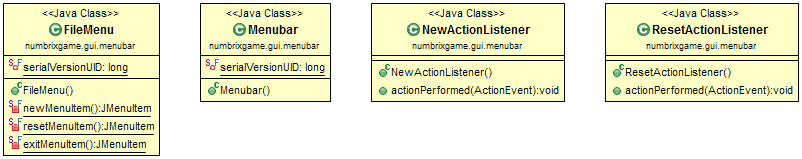 <<Java Class>>
FileMenu
numbrixgame.gui.menubar
serialVersionUID: long
FileMenu()
newMenuItem():JMenuItem
resetMenuItem():JMenuItem
exitMenuItem():JMenuItem
<<Java Class>>
Menubar
numbrixgame.gui.menubar
serialVersionUID: long
Menubar()
<<Java Class>>
NewActionListener
numbrixgame.gui.menubar
NewActionListener()
actionPerformed(ActionEvent):void
<<Java Class>>
ResetActionListener
numbrixgame.gui.menubar
ResetActionListener()
actionPerformed(ActionEvent):void